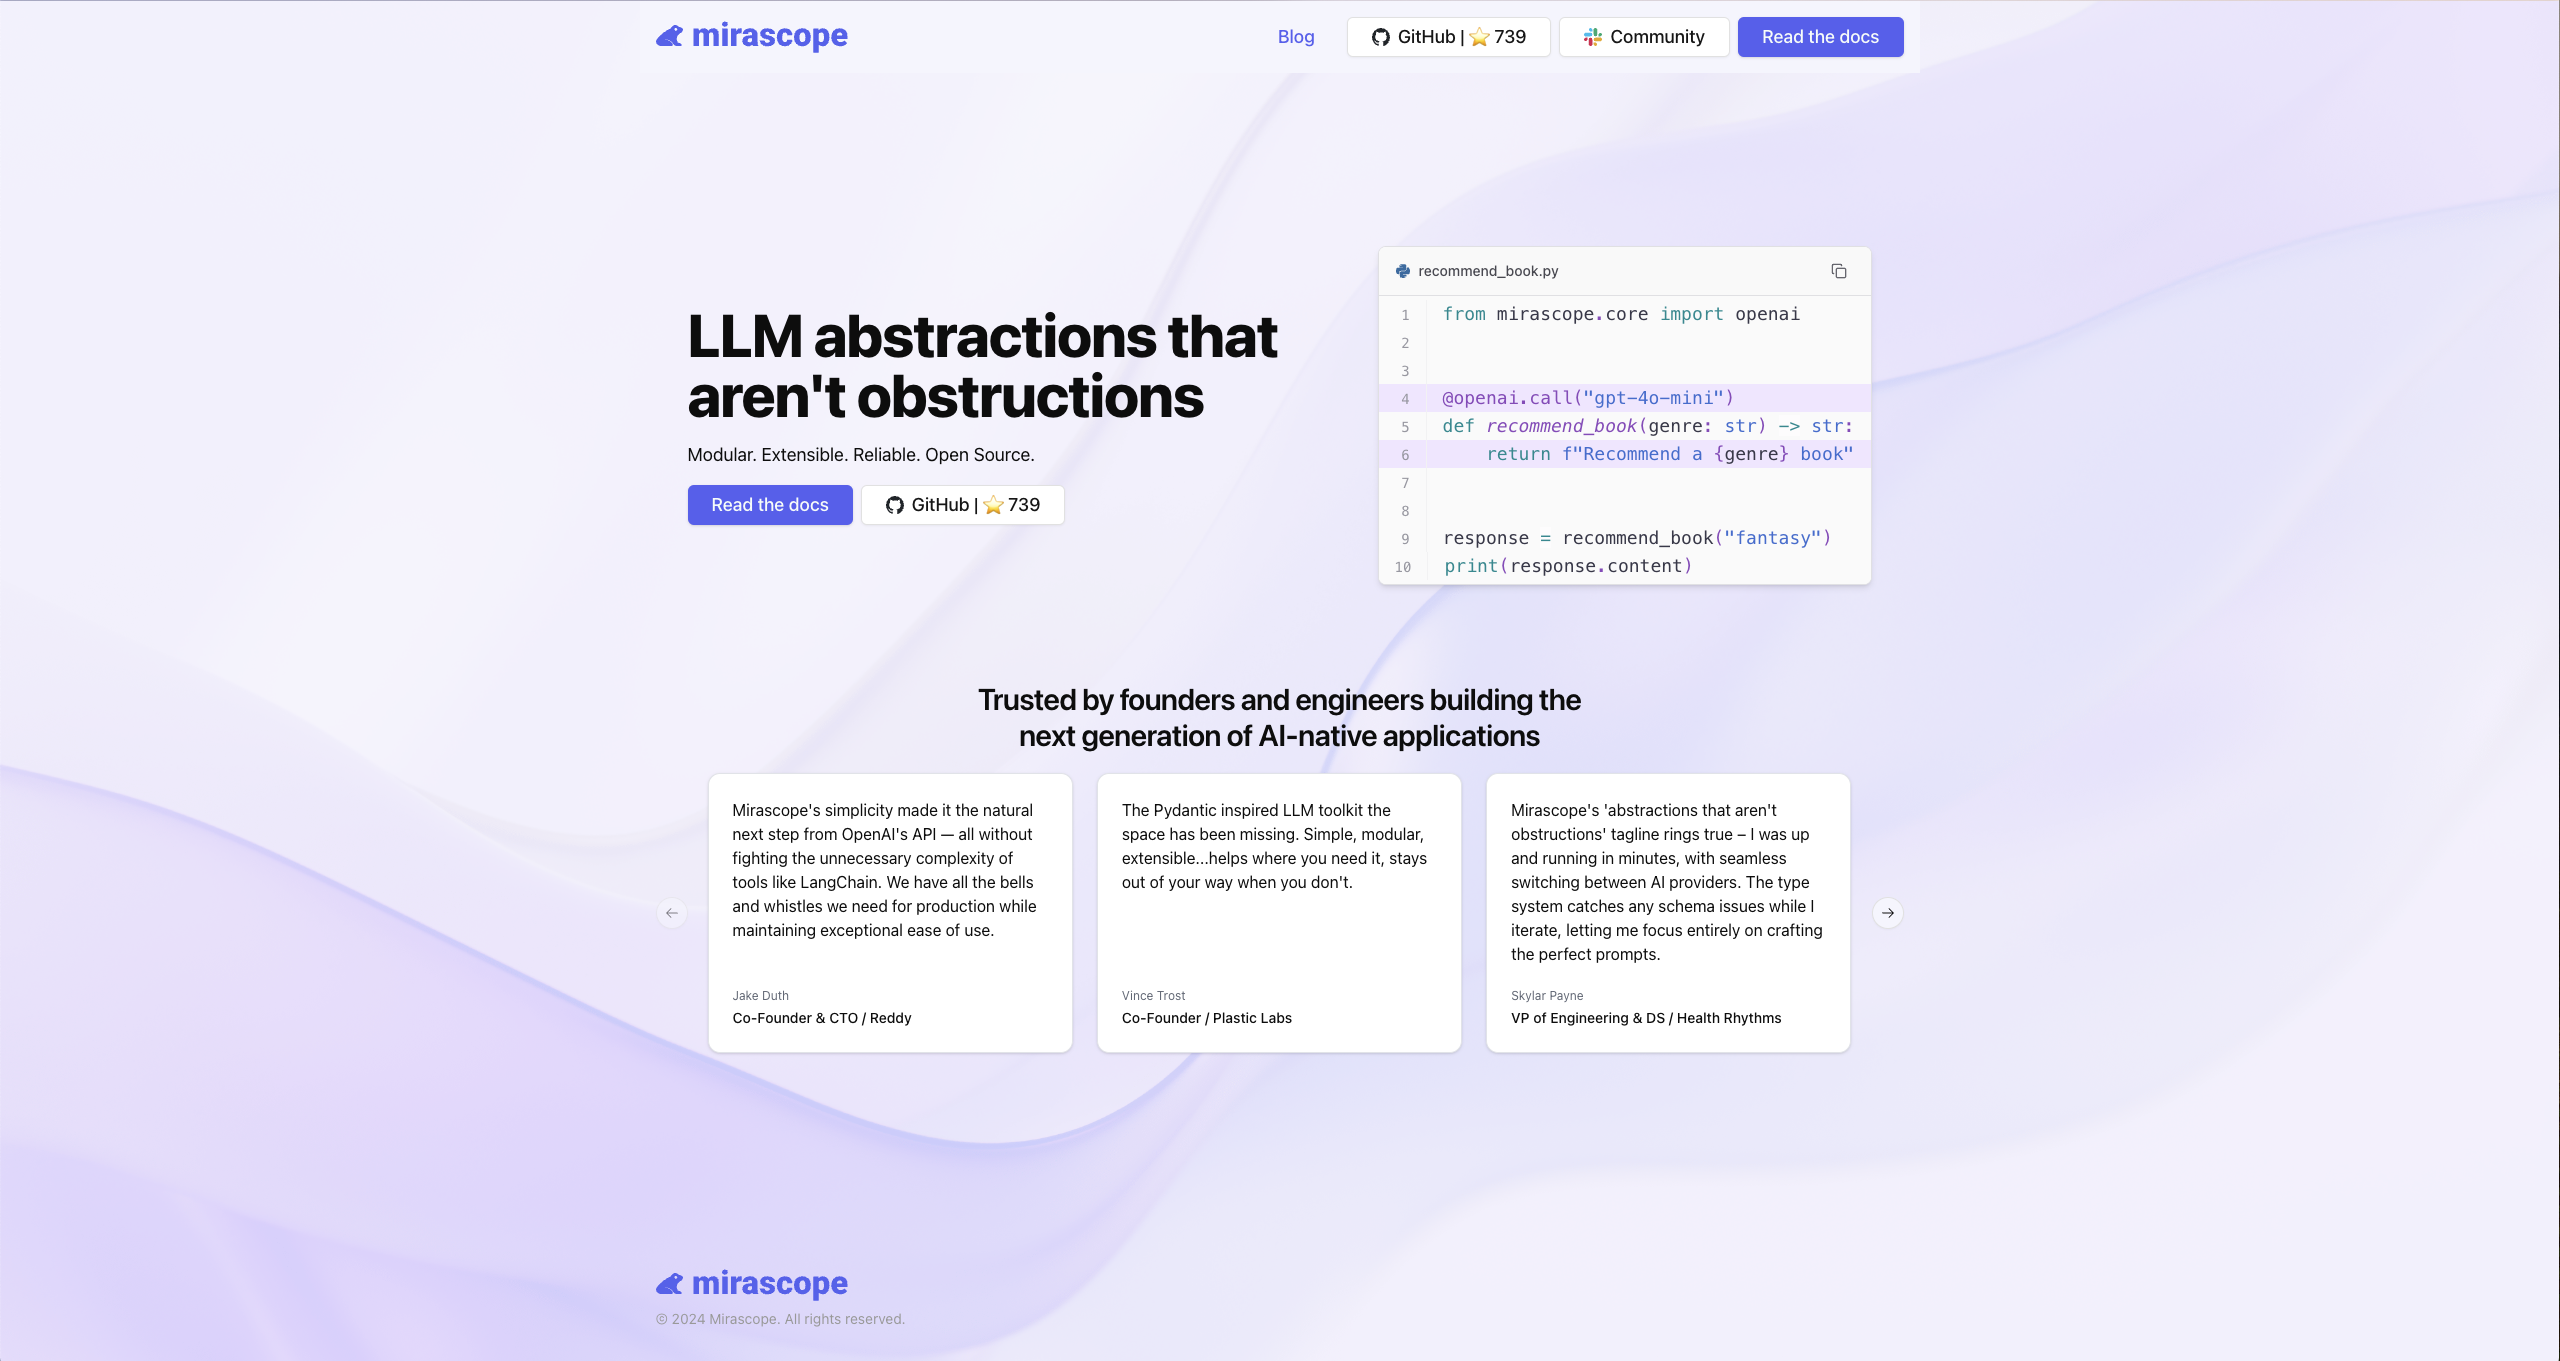 mirascope
Blog
GitHub | ⭐ 739
Community
Read the docs
LLM abstractions that
aren't obstructions
Modular. Extensible. Reliable. Open Source.
Read the docs
GitHub | ⭐ 739
recommend_book.py
1 from mirascope.core import openai
2
3
4 @openai.call("gpt-4o-mini")
5 def recommend_book(genre: str) -> str:
6     return f"Recommend a {genre} book"
7
8
9 response = recommend_book("fantasy")
10 print(response.content)
Trusted by founders and engineers building the
next generation of AI-native applications
Mirascope's simplicity made it the natural
next step from OpenAI's API — all without
fighting the unnecessary complexity of
tools like LangChain. We have all the bells
and whistles we need for production while
maintaining exceptional ease of use.
Jake Duth
Co-Founder & CTO / Reddy
The Pydantic inspired LLM toolkit the
space has been missing. Simple, modular,
extensible...helps where you need it, stays
out of your way when you don't.
Vince Trost
Co-Founder / Plastic Labs
Mirascope's 'abstractions that aren't
obstructions' tagline rings true – I was up
and running in minutes, with seamless
switching between AI providers. The type
system catches any schema issues while I
iterate, letting me focus entirely on crafting
the perfect prompts.
Skylar Payne
VP of Engineering & DS / Health Rhythms
mirascope
© 2024 Mirascope. All rights reserved.